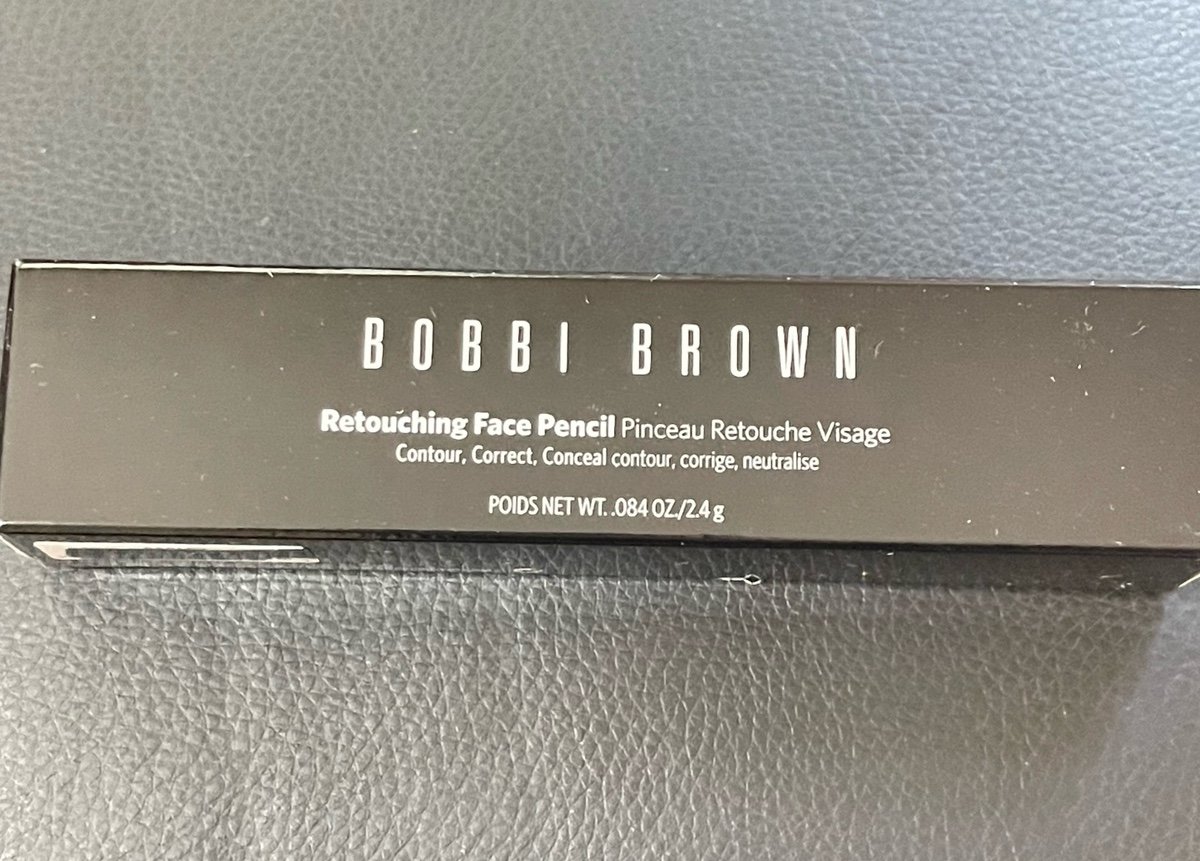 BOBBI BROWN
Retouching Face Pencil Pinceau Retouche Visage
Contour, Correct, Conceal contour, corrige, neutralise
POIDS NET WT. .084 OZ./2.4 g